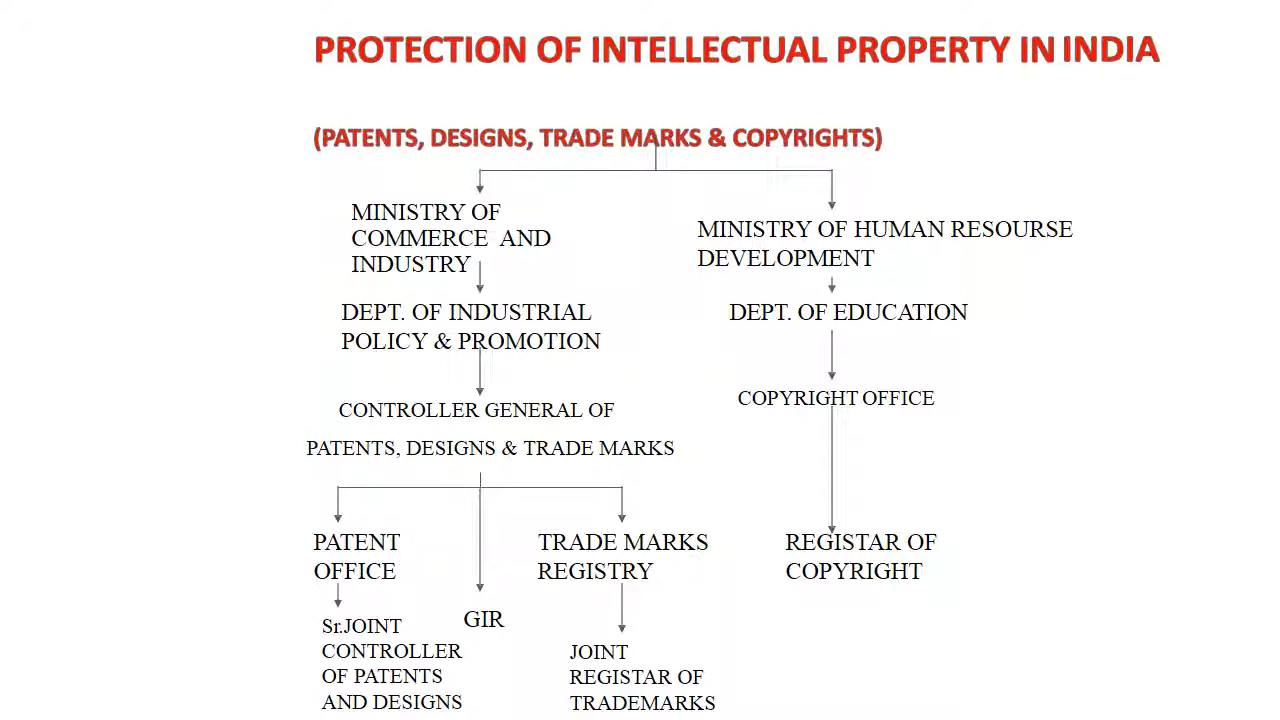 PROTECTION OF INTELLECTUAL PROPERTY IN INDIA
(PATENTS, DESIGNS, TRADE MARKS & COPYRIGHTS)
MINISTRY OF
COMMERCE AND
INDUSTRY
DEPT. OF INDUSTRIAL
POLICY & PROMOTION
CONTROLLER GENERAL OF
PATENTS, DESIGNS & TRADE MARKS
PATENT
OFFICE
Sr.JOINT
CONTROLLER
OF PATENTS
AND DESIGNS
GIR
TRADE MARKS
REGISTRY
JOINT
REGISTAR OF
TRADEMARKS
MINISTRY OF HUMAN RESOURSE
DEVELOPMENT
DEPT. OF EDUCATION
COPYRIGHT OFFICE
REGISTAR OF
COPYRIGHT